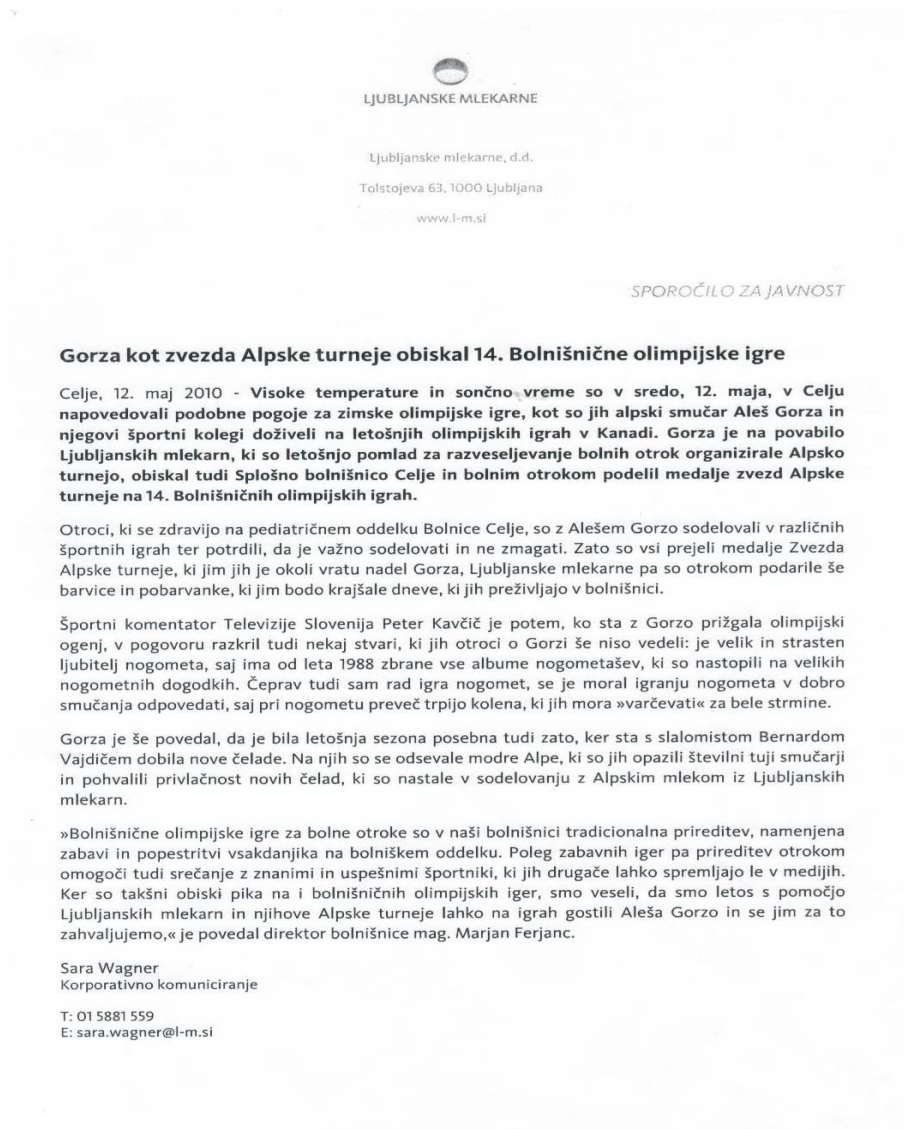 LJUBLJANSKE MLEKARNE
Ljubljanske mlekarne, d.d.
Tolstojeva 63, 1000 Ljubljana
www.l-m.si
SPOROČILO ZA JAVNOST
Gorza kot zvezda Alpske turneje obiskal 14. Bolnišnične olimpijske igre
Celje, 12. maj 2010 - Visoke temperature in sončno vreme so v sredo, 12. maja, v Celju
napovedovali podobne pogoje za zimske olimpijske igre, kot so jih alpski smučar Aleš Gorza in
njegovi športni kolegi doživeli na letošnjih olimpijskih igrah v Kanadi. Gorza je na povabilo
Ljubljanskih mlekarn, ki so letošnjo pomlad za razveseljevanje bolnih otrok organizirale Alpsko
turnejo, obiskal tudi Splošno bolnišnico Celje in bolnim otrokom podelil medalje zvezd Alpske
turneje na 14. Bolnišničnih olimpijskih igrah.
Otroci, ki se zdravijo na pediatričnem oddelku Bolnice Celje, so z Alešem Gorzo sodelovali v različnih
športnih igrah ter potrdili, da je važno sodelovati in ne zmagati. Zato so vsi prejeli medalje Zvezda
Alpske turneje, ki jim jih je okoli vratu nadel Gorza, Ljubljanske mlekarne pa so otrokom podarile še
barvice in pobarvanke, ki jim bodo krajšale dneve, ki jih preživljajo v bolnišnici.
Športni komentator Televizije Slovenija Peter Kavčič je potem, ko sta z Gorzo prižgala olimpijski
ogenj, v pogovoru razkril tudi nekaj stvari, ki jih otroci o Gorzi še niso vedeli: je velik in strasten
ljubitelj nogometa, saj ima od leta 1988 zbrane vse albume nogometašev, ki so nastopili na velikih
nogometnih dogodkih. Čeprav tudi sam rad igra nogomet, se je moral igranju nogometa v dobro
smučanja odpovedati, saj pri nogometu preveč trpijo kolena, ki jih mora »varčevati« za bele strmine.
Gorza je še povedal, da je bila letošnja sezona posebna tudi zato, ker sta s slalomistom Bernardom
Vajdičem dobila nove čelade. Na njih so se odsevale modre Alpe, ki so jih opazili številni tuji smučarji
in pohvalili privlačnost novih čelad, ki so nastale v sodelovanju z Alpskim mlekom iz Ljubljanskih
mlekarn.
»Bolnišnične olimpijske igre za bolne otroke so v naši bolnišnici tradicionalna prireditev, namenjena
zabavi in popestritvi vsakdanjika na bolniškem oddelku. Poleg zabavnih iger pa prireditev otrokom
omogoči tudi srečanje z znanimi in uspešnimi športniki, ki jih drugače lahko spremljajo le v medijih.
Ker so takšni obiski pika na i bolnišničnih olimpijskih iger, smo veseli, da smo letos s pomočjo
Ljubljanskih mlekarn in njihove Alpske turneje lahko na igrah gostili Aleša Gorzo in se jim za to
zahvaljujemo,« je povedal direktor bolnišnice mag. Marjan Ferjanc.
Sara Wagner
Korporativno komuniciranje
T: 01 5881 559
E: sara.wagner@l-m.si